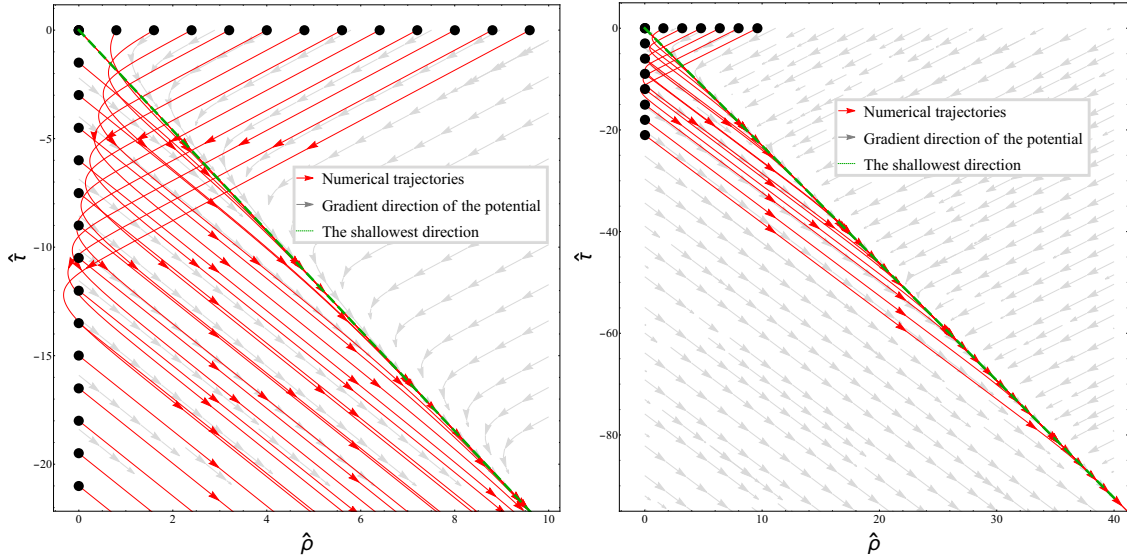 0
−5
−10
−15
−20
τ̂
0
2
4
6
8
10
ρ̂
Numerical trajectories
Gradient direction of the potential
The shallowest direction
0
−20
−40
−60
−80
τ̂
0
10
20
30
40
ρ̂
Numerical trajectories
Gradient direction of the potential
The shallowest direction